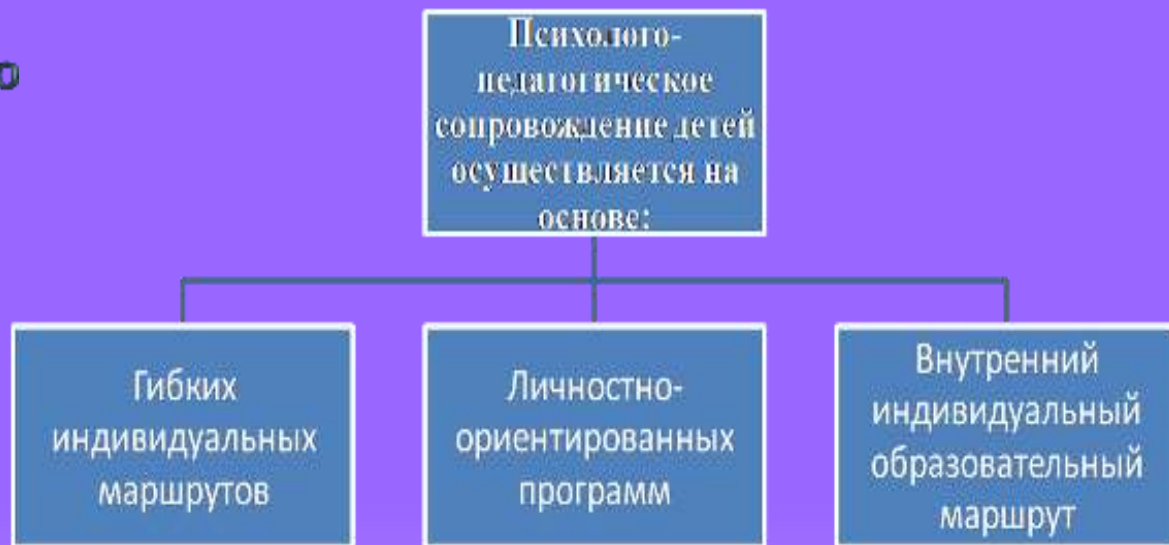 Психолого-
педагогическое
сопровождение детей
осуществляется на
основе:
Гибких
индивидуальных
маршрутов
Личностно-
ориентированных
программ
Внутренний
индивидуальный
образовательный
маршрут